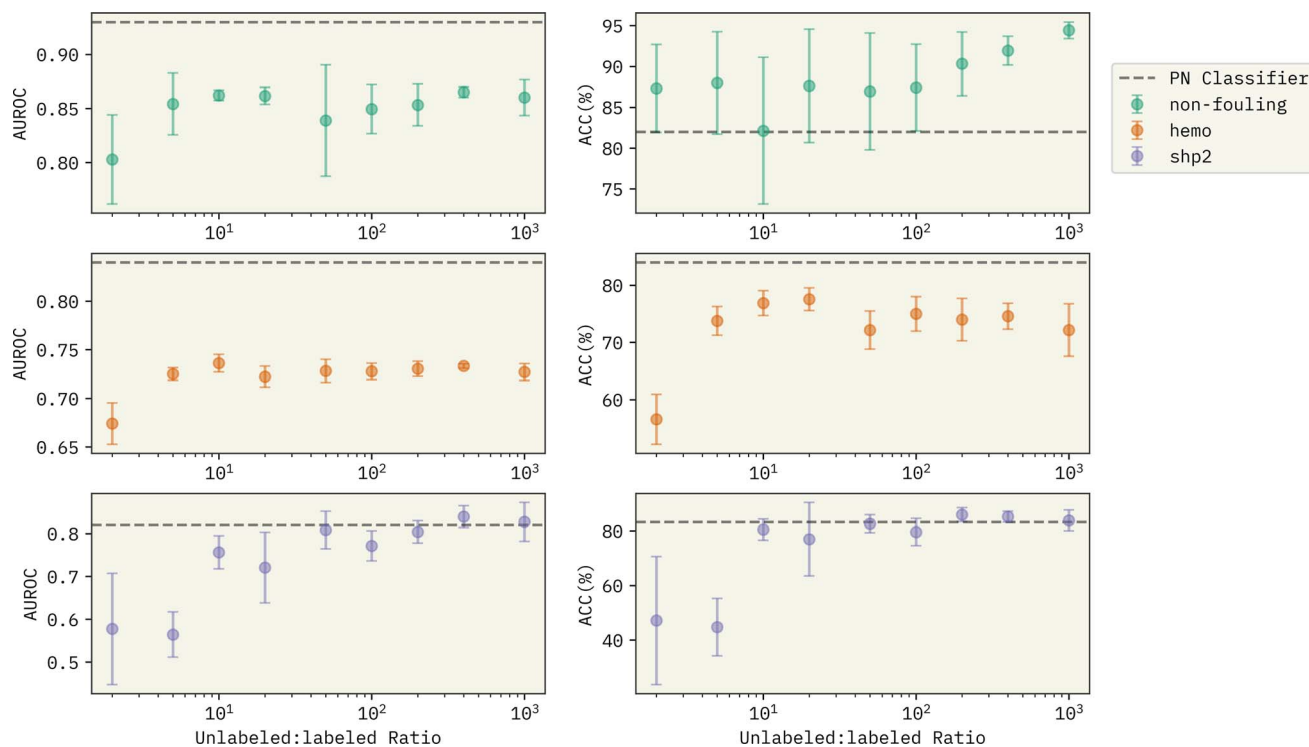 AUROC
0.90
0.85
0.80
10¹ 10² 10³
ACC(%)
95
90
85
80
75
10¹ 10² 10³
PN Classifier
non-fouling
hemo
shp2
AUROC
0.80
0.75
0.70
0.65
10¹ 10² 10³
ACC(%)
80
70
60
10¹ 10² 10³
AUROC
0.8
0.7
0.6
0.5
10¹ 10² 10³
Unlabeled:labeled Ratio
ACC(%)
80
60
40
10¹ 10² 10³
Unlabeled:labeled Ratio